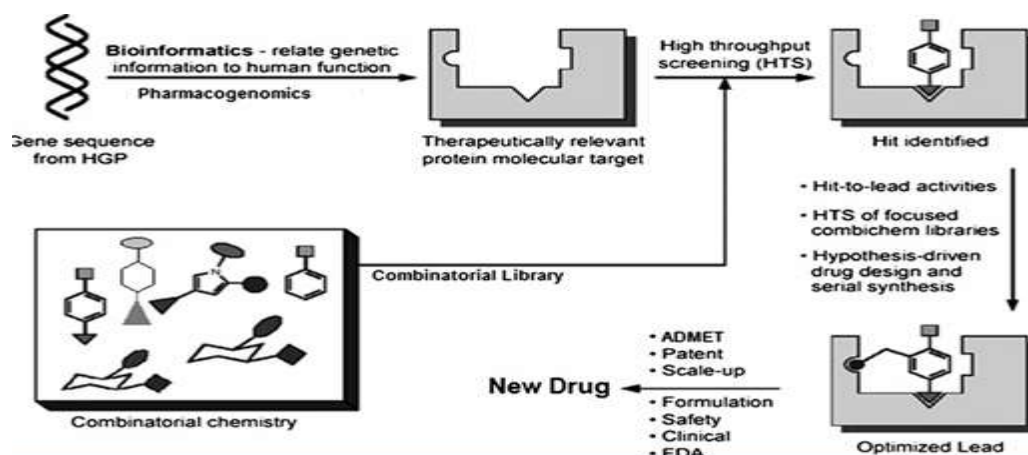 Bioinformatics - relate genetic
information to human function
Pharmacogenomics
Gene sequence
from HGP
Therapeutically relevant
protein molecular target
High throughput
screening (HTS)
Hit identified
• Hit-to-lead activities
• HTS of focused
combichem libraries
• Hypothesis-driven
drug design and
serial synthesis
N
Combinatorial Library
Combinatorial chemistry
• ADMET
• Patent
• Scale-up
New Drug
• Formulation
• Safety
• Clinical
• FDA
Optimized Lead